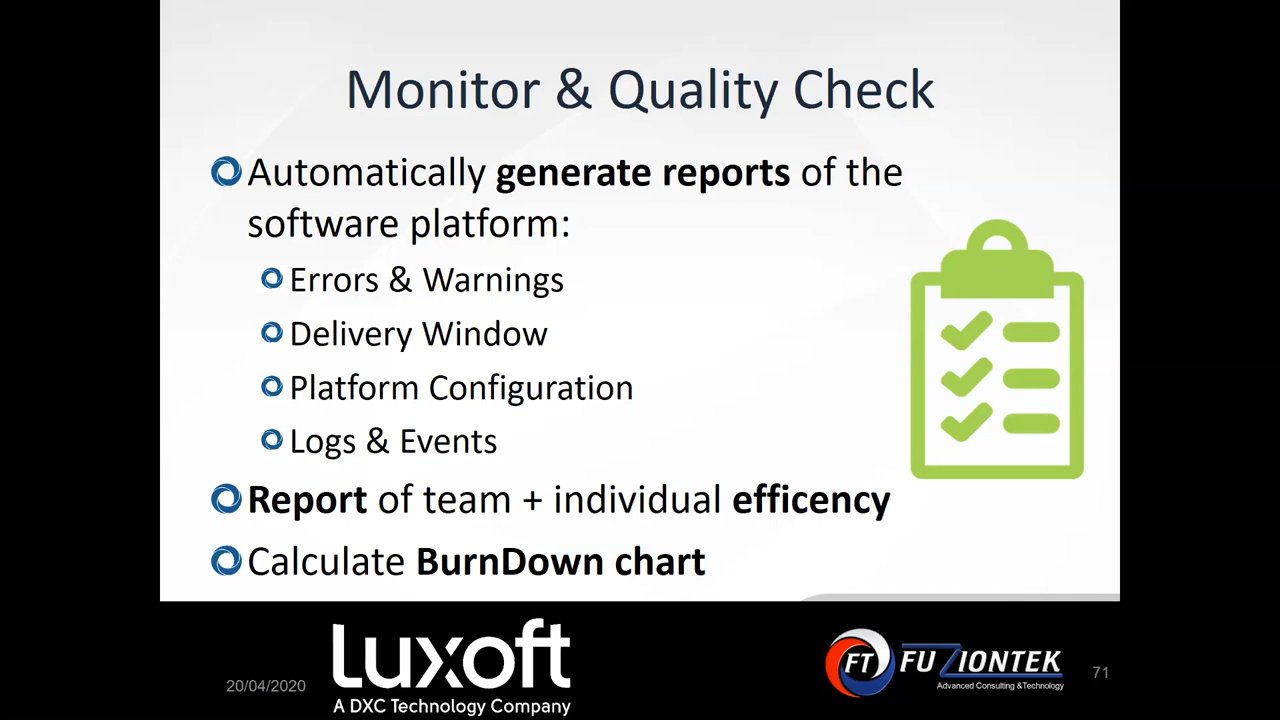 Monitor & Quality Check
Automatically generate reports of the
software platform:
Errors & Warnings
Delivery Window
Platform Configuration
Logs & Events
Report of team + individual efficency
Calculate BurnDown chart
20/04/2020
Luxoft
A DXC Technology Company
FT FUZIONTEK
Advanced Consulting &Technology
71